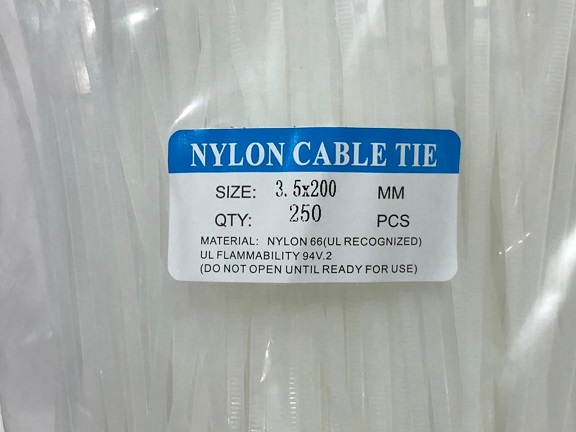 NYLON CABLE TIE
SIZE: 3.5x200 MM
QTY: 250 PCS
MATERIAL: NYLON 66(UL RECOGNIZED)
UL FLAMMABILITY 94V.2
(DO NOT OPEN UNTIL READY FOR USE)